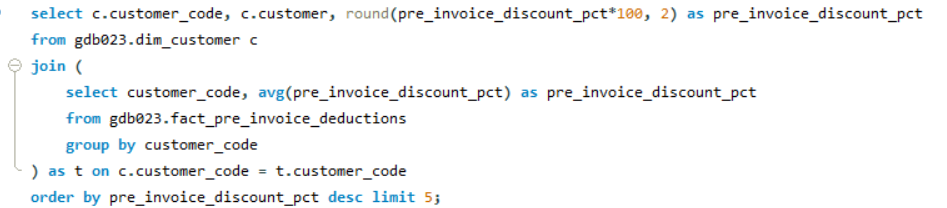 select c.customer_code, c.customer, round(pre_invoice_discount_pct*100, 2) as pre_invoice_discount_pct
from gdb023.dim_customer c
join (
select customer_code, avg(pre_invoice_discount_pct) as pre_invoice_discount_pct
from gdb023.fact_pre_invoice_deductions
group by customer_code
) as t on c.customer_code = t.customer_code
order by pre_invoice_discount_pct desc limit 5;